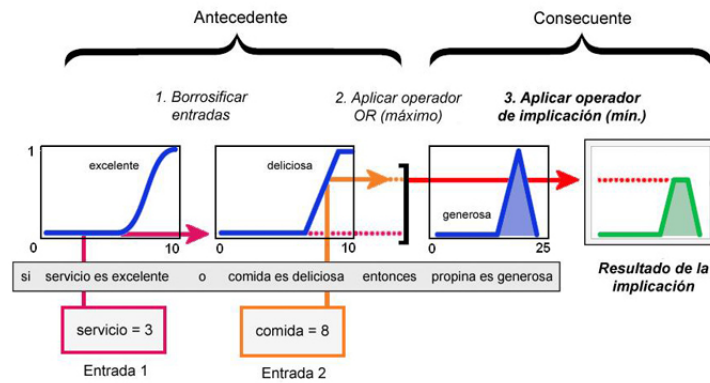 Antecedente
Consecuente
1. Borrosificar
entradas
2. Aplicar operador
OR (máximo)
3. Aplicar operador
de implicación (mín.)
1
excelente
0
10
deliciosa
0
10
generosa
0
25
si servicio es excelente o comida es deliciosa entonces propina es generosa
Resultado de la
implicación
servicio = 3
comida = 8
Entrada 1
Entrada 2